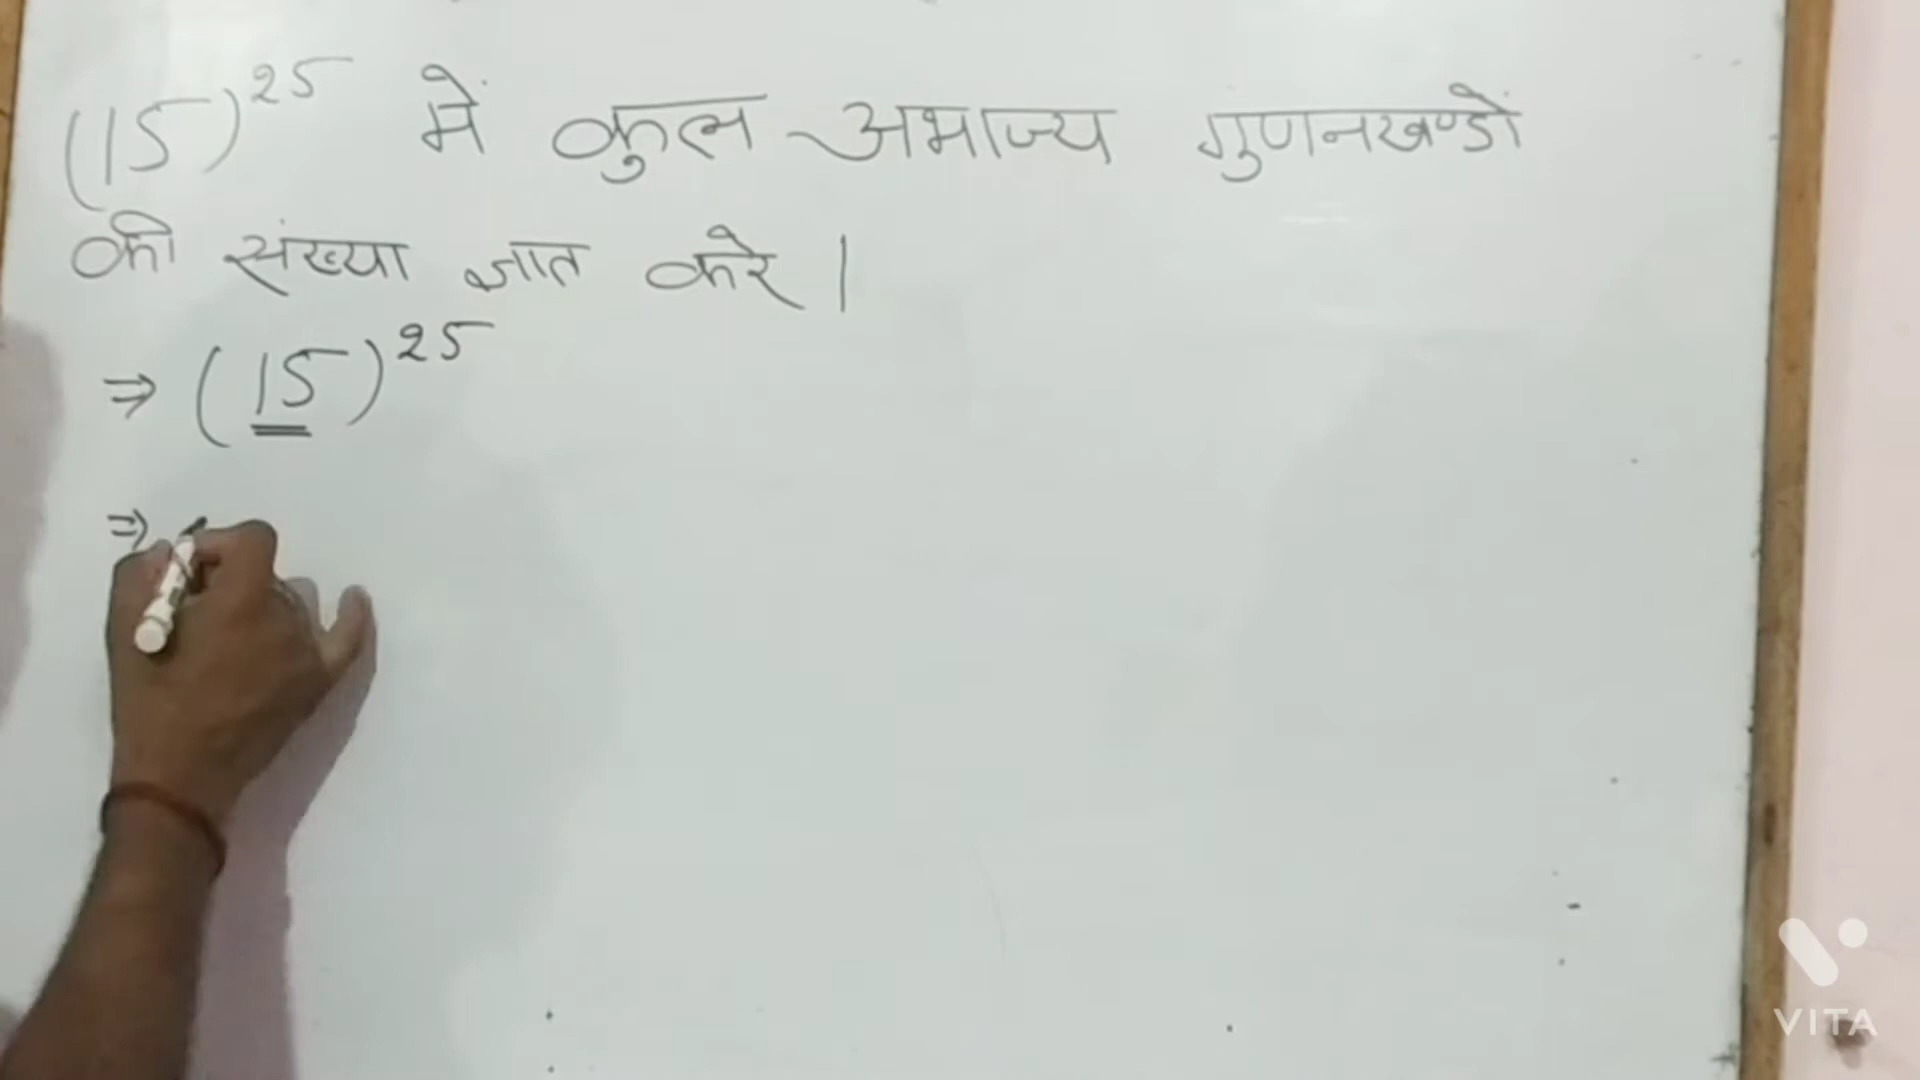 (15)²⁵ में कुल अभाज्य गुणनखण्डों
की संख्या ज्ञात करे।
⇒ (15)²⁵
⇒
VITA